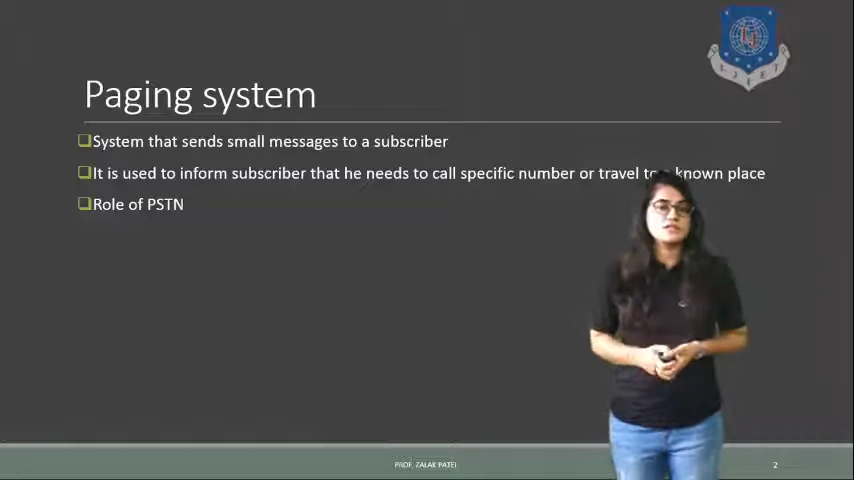 Paging system
❑System that sends small messages to a subscriber
❑It is used to inform subscriber that he needs to call specific number or travel to known place
❑Role of PSTN
PROF. ZALAK PATEL
2